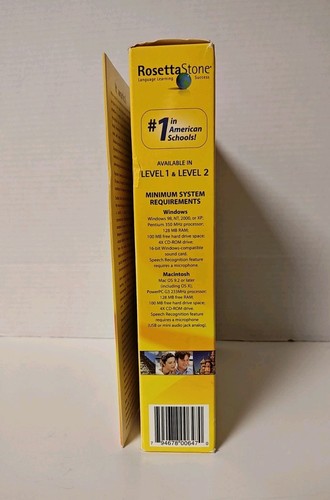 RosettaStone®
Language Learning Success
#1 in
American
Schools!
AVAILABLE IN
LEVEL 1 & LEVEL 2
MINIMUM SYSTEM
REQUIREMENTS
Windows
Windows 98, NT, 2000, or XP;
Pentium 350 MHz processor;
128 MB RAM;
100 MB free hard drive space;
4X CD-ROM drive;
16-bit Windows-compatible
sound card.
Speech Recognition feature
requires a microphone.
Macintosh
Mac OS 9.2 or later
(including OS X);
PowerPC G3 233MHz processor;
128 MB free RAM;
100 MB free hard drive space;
4X CD-ROM drive.
Speech Recognition feature
requires a microphone
(USB or mini audio jack analog).
7 94678 00647 0